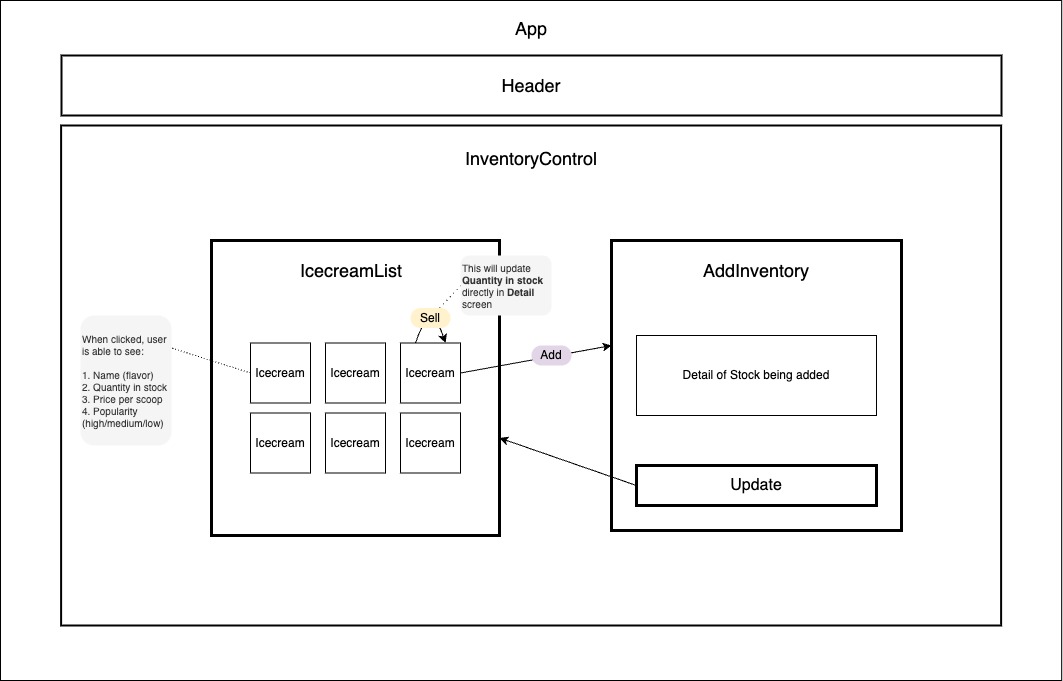 App
Header
InventoryControl
IcecreamList
This will update
Quantity in stock
directly in Detail
screen
Sell
AddInventory
When clicked, user
is able to see:
1. Name (flavor)
2. Quantity in stock
3. Price per scoop
4. Popularity
(high/medium/low)
Icecream
Icecream
Icecream
Add
Icecream
Icecream
Icecream
Detail of Stock being added
Update